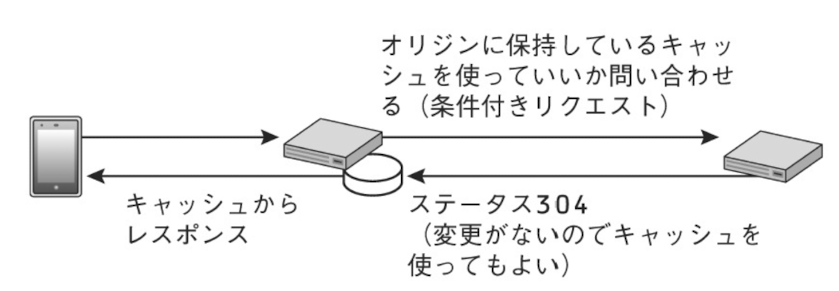 オリジンに保持しているキャッ
シュを使っていいか問い合わせ
る（条件付きリクエスト）
キャッシュから
レスポンス
ステータス304
（変更がないのでキャッシュを
使ってもよい）